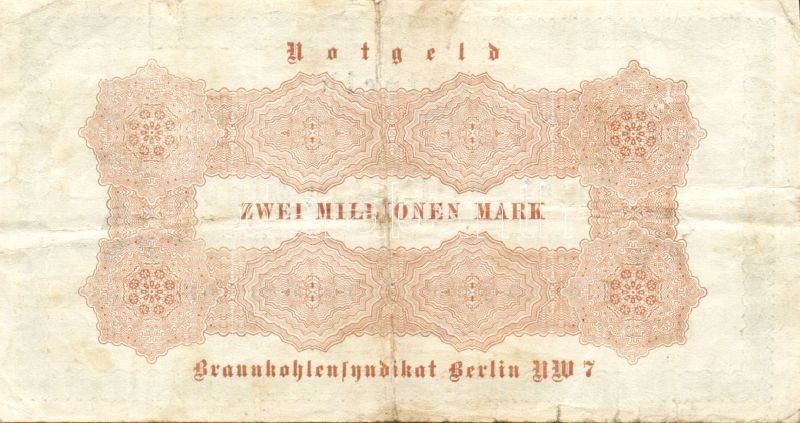 Notgeld
ZWEI MILLIONEN MARK
Braunkohlensyndikat Berlin NW 7